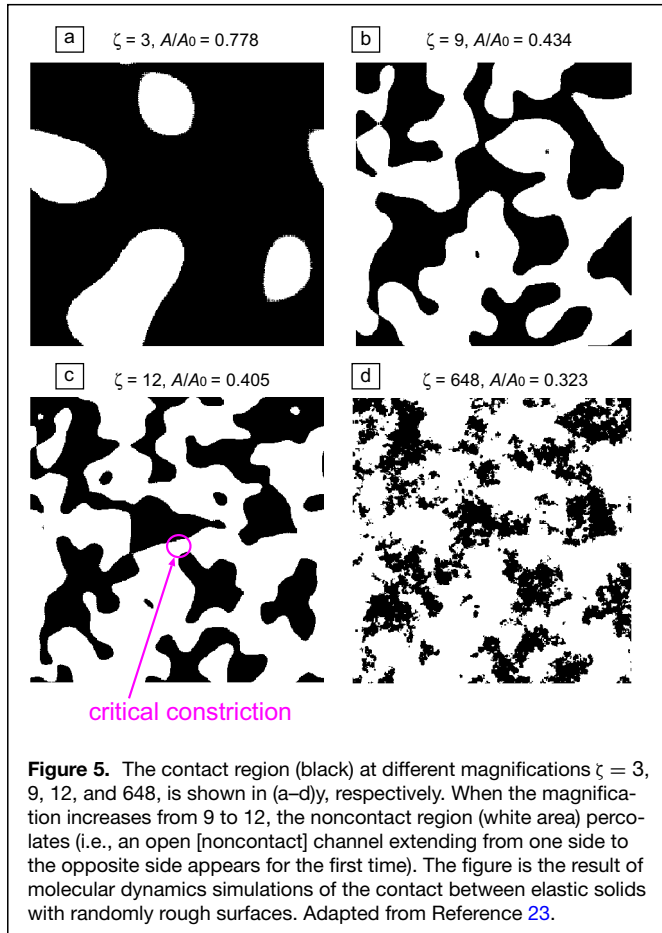 a ζ = 3, A/A0 = 0.778
b ζ = 9, A/A0 = 0.434
c ζ = 12, A/A0 = 0.405
d ζ = 648, A/A0 = 0.323
critical constriction
Figure 5. The contact region (black) at different magnifications ζ = 3,
9, 12, and 648, is shown in (a–d)y, respectively. When the magnifica-
tion increases from 9 to 12, the noncontact region (white area) perco-
lates (i.e., an open [noncontact] channel extending from one side to
the opposite side appears for the first time). The figure is the result of
molecular dynamics simulations of the contact between elastic solids
with randomly rough surfaces. Adapted from Reference 23.